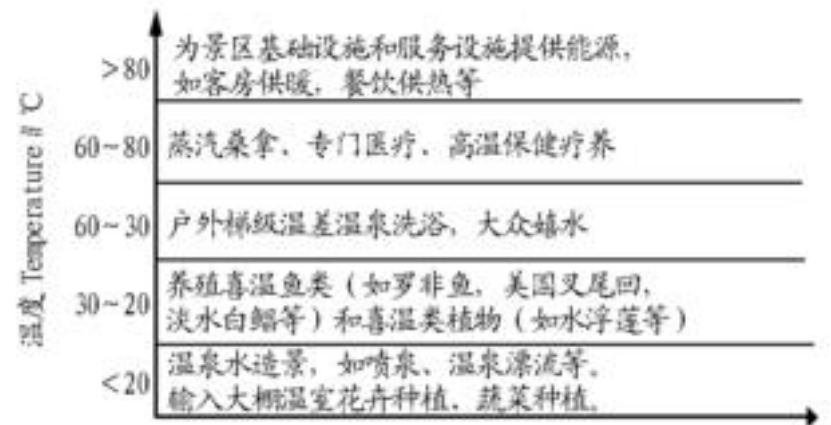 温度 Temperature // ℃
>80
为景区基础设施和服务设施提供能源,
如客房供暖, 餐饮供热等
60~80
蒸汽桑拿、专门医疗、高温保健疗养
60~30
户外梯级温差温泉洗浴, 大众嬉水
30~20
养殖喜温鱼类（如罗非鱼, 美国叉尾回,
淡水白鲳等）和喜温类植物（如水浮莲等）
<20
温泉水造景, 如喷泉、温泉漂流等。
输入大棚温室花卉种植、蔬菜种植。